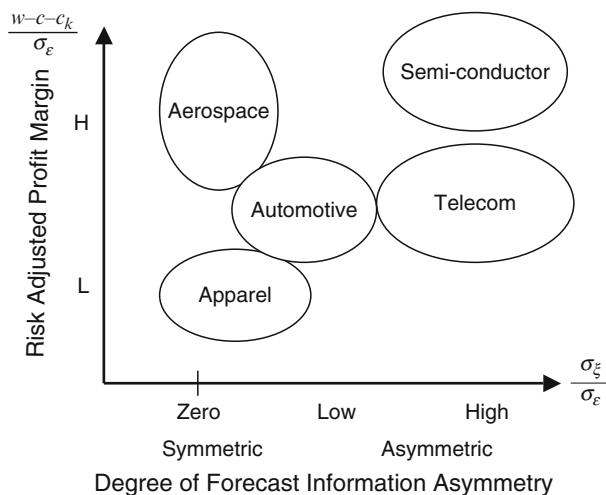 w–c–c_k
σ_ε
Risk Adjusted Profit Margin
H
L
Aerospace
Semi-conductor
Automotive
Telecom
Apparel
σ_ξ
σ_ε
Zero Low High
Symmetric Asymmetric
Degree of Forecast Information Asymmetry